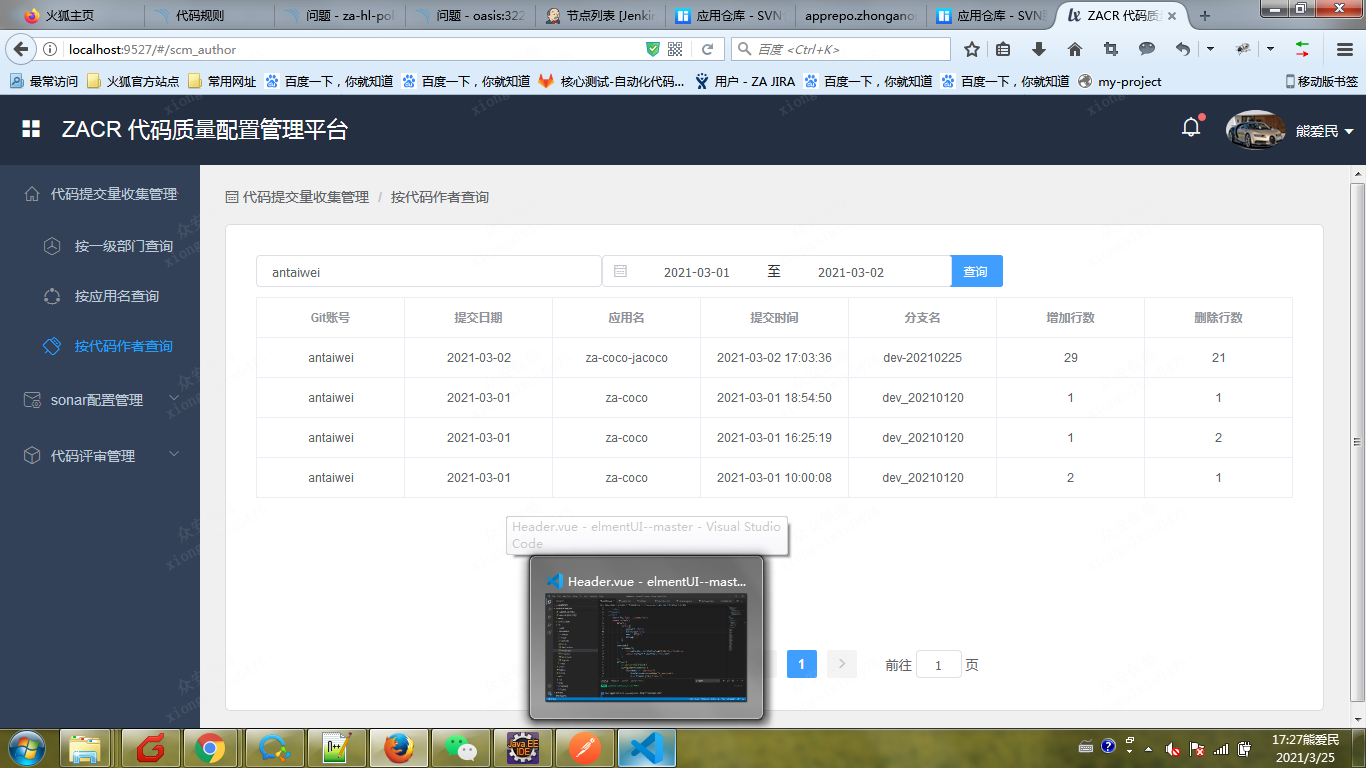 火狐主页
代码规则
问题 - za-hl-pol
问题 - oasis:322
节点列表 [Jenkin
应用仓库 - SVN
apprepo.zhongano
应用仓库 - SVN
ZACR 代码质
localhost:9527/#/scm_author
百度 <Ctrl+K>
最常访问
火狐官方站点
常用网址
百度一下，你就知道
百度一下，你就知道
核心测试-自动化代码...
用户 - ZA JIRA
百度一下，你就知道
百度一下，你就知道
my-project
移动版书签
ZACR 代码质量配置管理平台
熊爱民
代码提交量收集管理
按一级部门查询
按应用名查询
按代码作者查询
sonar配置管理
代码评审管理
代码提交量收集管理 / 按代码作者查询
antaiwei 2021-03-01 至 2021-03-02 查询
Git账号 提交日期 应用名 提交时间 分支名 增加行数 删除行数
antaiwei 2021-03-02 za-coco-jacoco 2021-03-02 17:03:36 dev-20210225 29 21
antaiwei 2021-03-01 za-coco 2021-03-01 18:54:50 dev_20210120 1 1
antaiwei 2021-03-01 za-coco 2021-03-01 16:25:19 dev_20210120 1 2
antaiwei 2021-03-01 za-coco 2021-03-01 10:00:08 dev_20210120 2 1
Header.vue - elmentUI--master - Visual Studio
Code
Header.vue - elmentUI--mast...
1 前往 1 页
Java EE
IDE
17:27熊爱民
2021/3/25